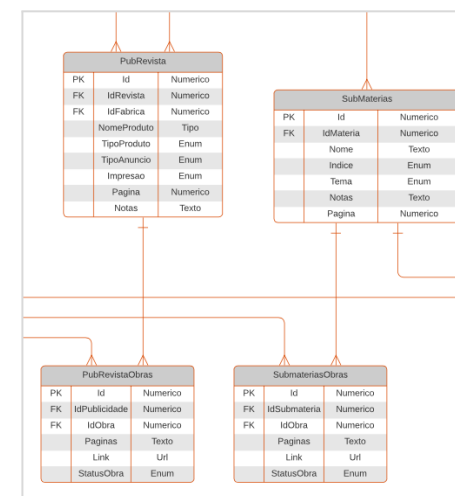 PubRevista
PK Id Numerico
FK IdRevista Numerico
FK IdFabrica Numerico
NomeProduto Tipo
TipoProduto Enum
TipoAnuncio Enum
Impresao Enum
Pagina Numerico
Notas Texto
SubMaterias
PK Id Numerico
FK IdMateria Numerico
Nome Texto
Indice Enum
Tema Enum
Notas Texto
Pagina Numerico
PubRevistaObras
PK Id Numerico
FK IdPublicidade Numerico
FK IdObra Numerico
Paginas Texto
Link Url
StatusObra Enum
SubmateriasObras
PK Id Numerico
FK IdSubmateria Numerico
FK IdObra Numerico
Paginas Texto
Link Url
StatusObra Enum